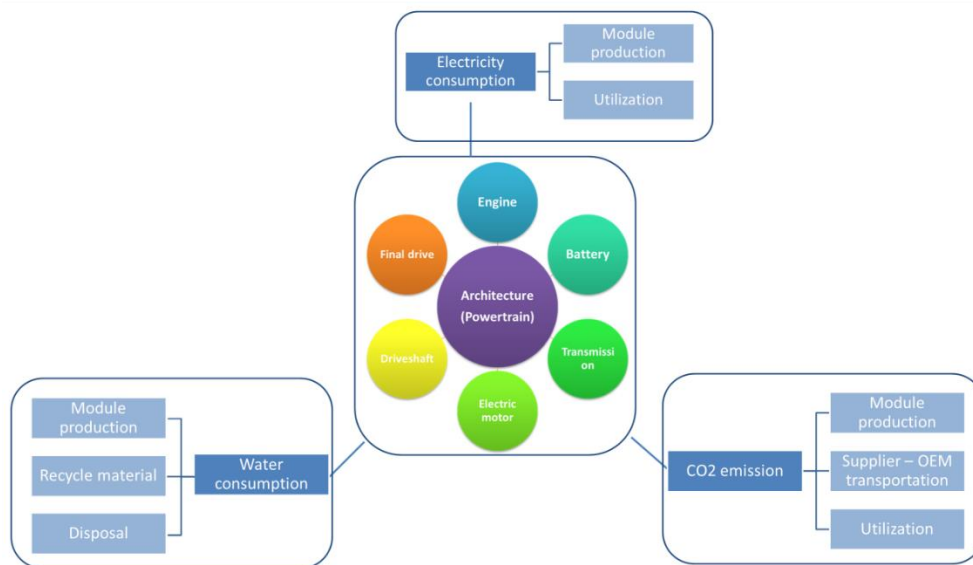 Electricity
consumption
Module
production
Utilization
Engine
Final drive
Battery
Architecture
(Powertrain)
Driveshaft
Transmissi
on
Electric
motor
Module
production
Recycle material
Disposal
Water
consumption
CO2 emission
Module
production
Supplier – OEM
transportation
Utilization